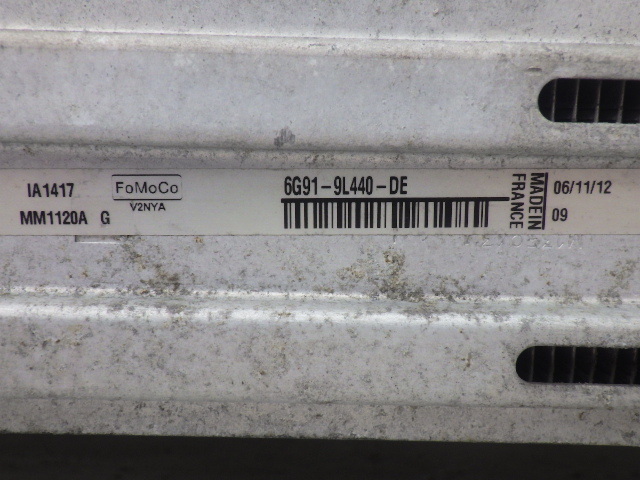 IA1417
MM1120A G
FoMoCo
V2NYA
6G91-9L440-DE
MADE IN
FRANCE
06/11/12
09